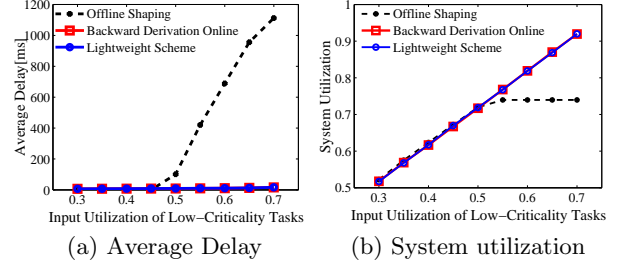 1200
1000
800
600
400
200
0
Average Delay[ms]
Offline Shaping
Backward Derivation Online
Lightweight Scheme
0.3 0.4 0.5 0.6 0.7
Input Utilization of Low−Criticality Tasks
(a) Average Delay
1
0.9
0.8
0.7
0.6
0.5
System Utilization
Offline Shaping
Backward Derivation Online
Lightweight Scheme
0.3 0.4 0.5 0.6 0.7
Input Utilization of Low−Criticality Tasks
(b) System utilization